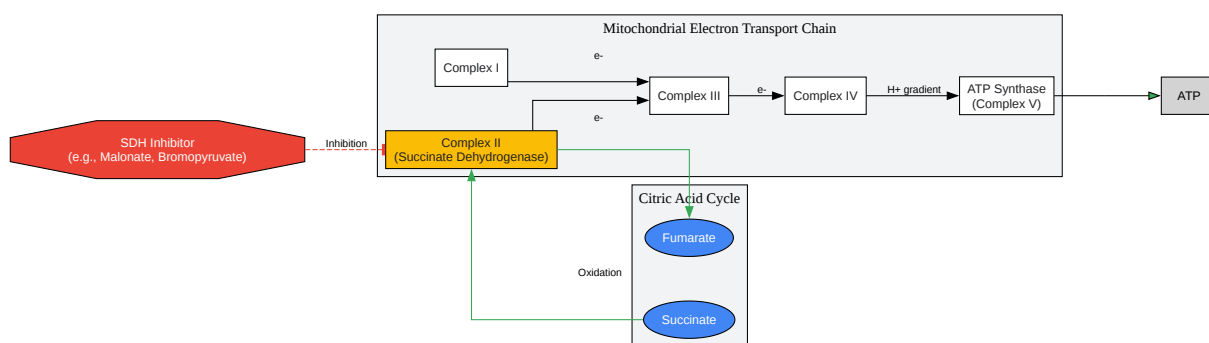 Mitochondrial Electron Transport Chain
Complex I
e-
Complex III
e-
Complex IV
H+ gradient
ATP Synthase
(Complex V)
ATP
e-
SDH Inhibitor
(e.g., Malonate, Bromopyruvate)
Inhibition
Complex II
(Succinate Dehydrogenase)
Citric Acid Cycle
Fumarate
Oxidation
Succinate